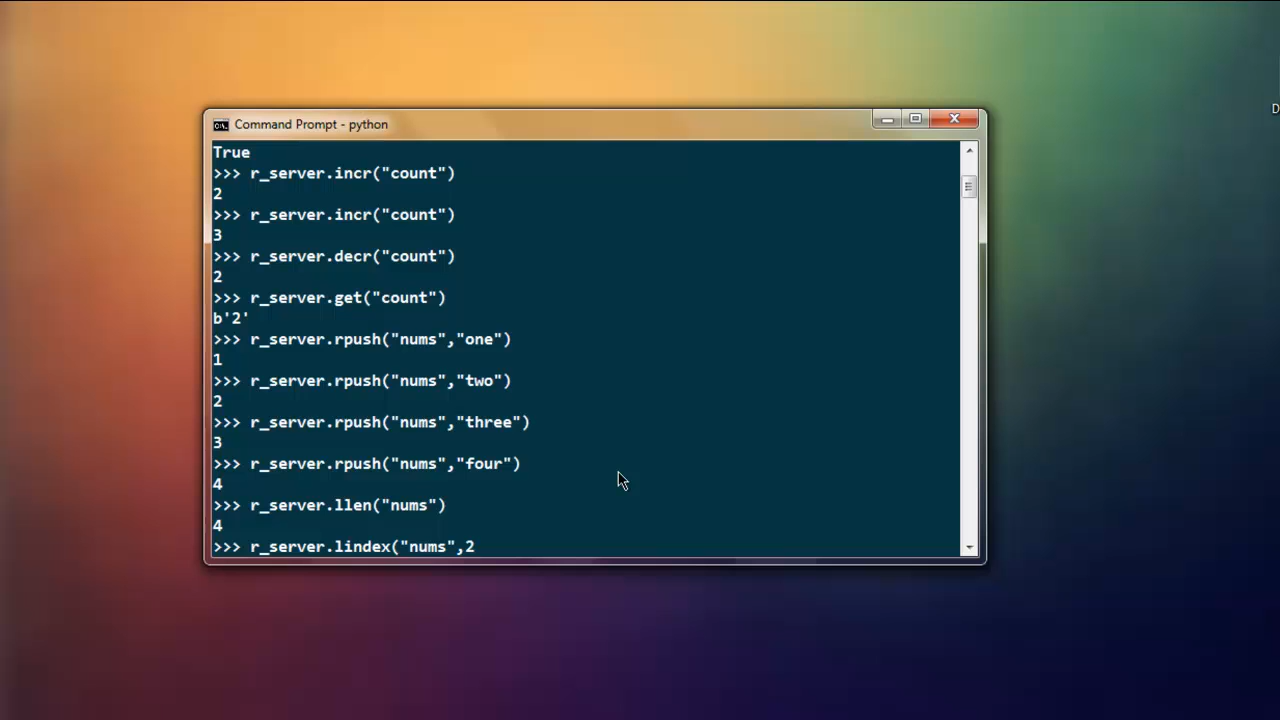 Command Prompt - python
True
>>> r_server.incr("count")
2
>>> r_server.incr("count")
3
>>> r_server.decr("count")
2
>>> r_server.get("count")
b'2'
>>> r_server.rpush("nums","one")
1
>>> r_server.rpush("nums","two")
2
>>> r_server.rpush("nums","three")
3
>>> r_server.rpush("nums","four")
4
>>> r_server.llen("nums")
4
>>> r_server.lindex("nums",2
D